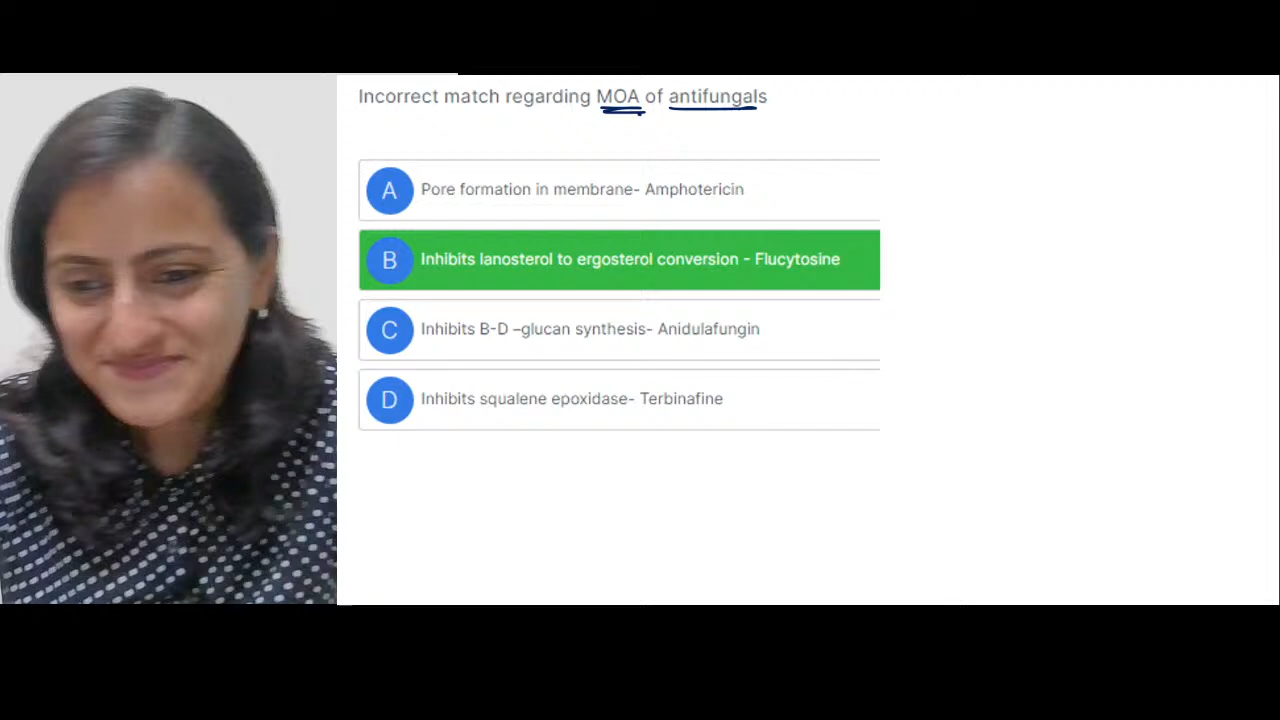 Incorrect match regarding MOA of antifungals
A Pore formation in membrane- Amphotericin
B Inhibits lanosterol to ergosterol conversion - Flucytosine
C Inhibits B-D –glucan synthesis- Anidulafungin
D Inhibits squalene epoxidase- Terbinafine